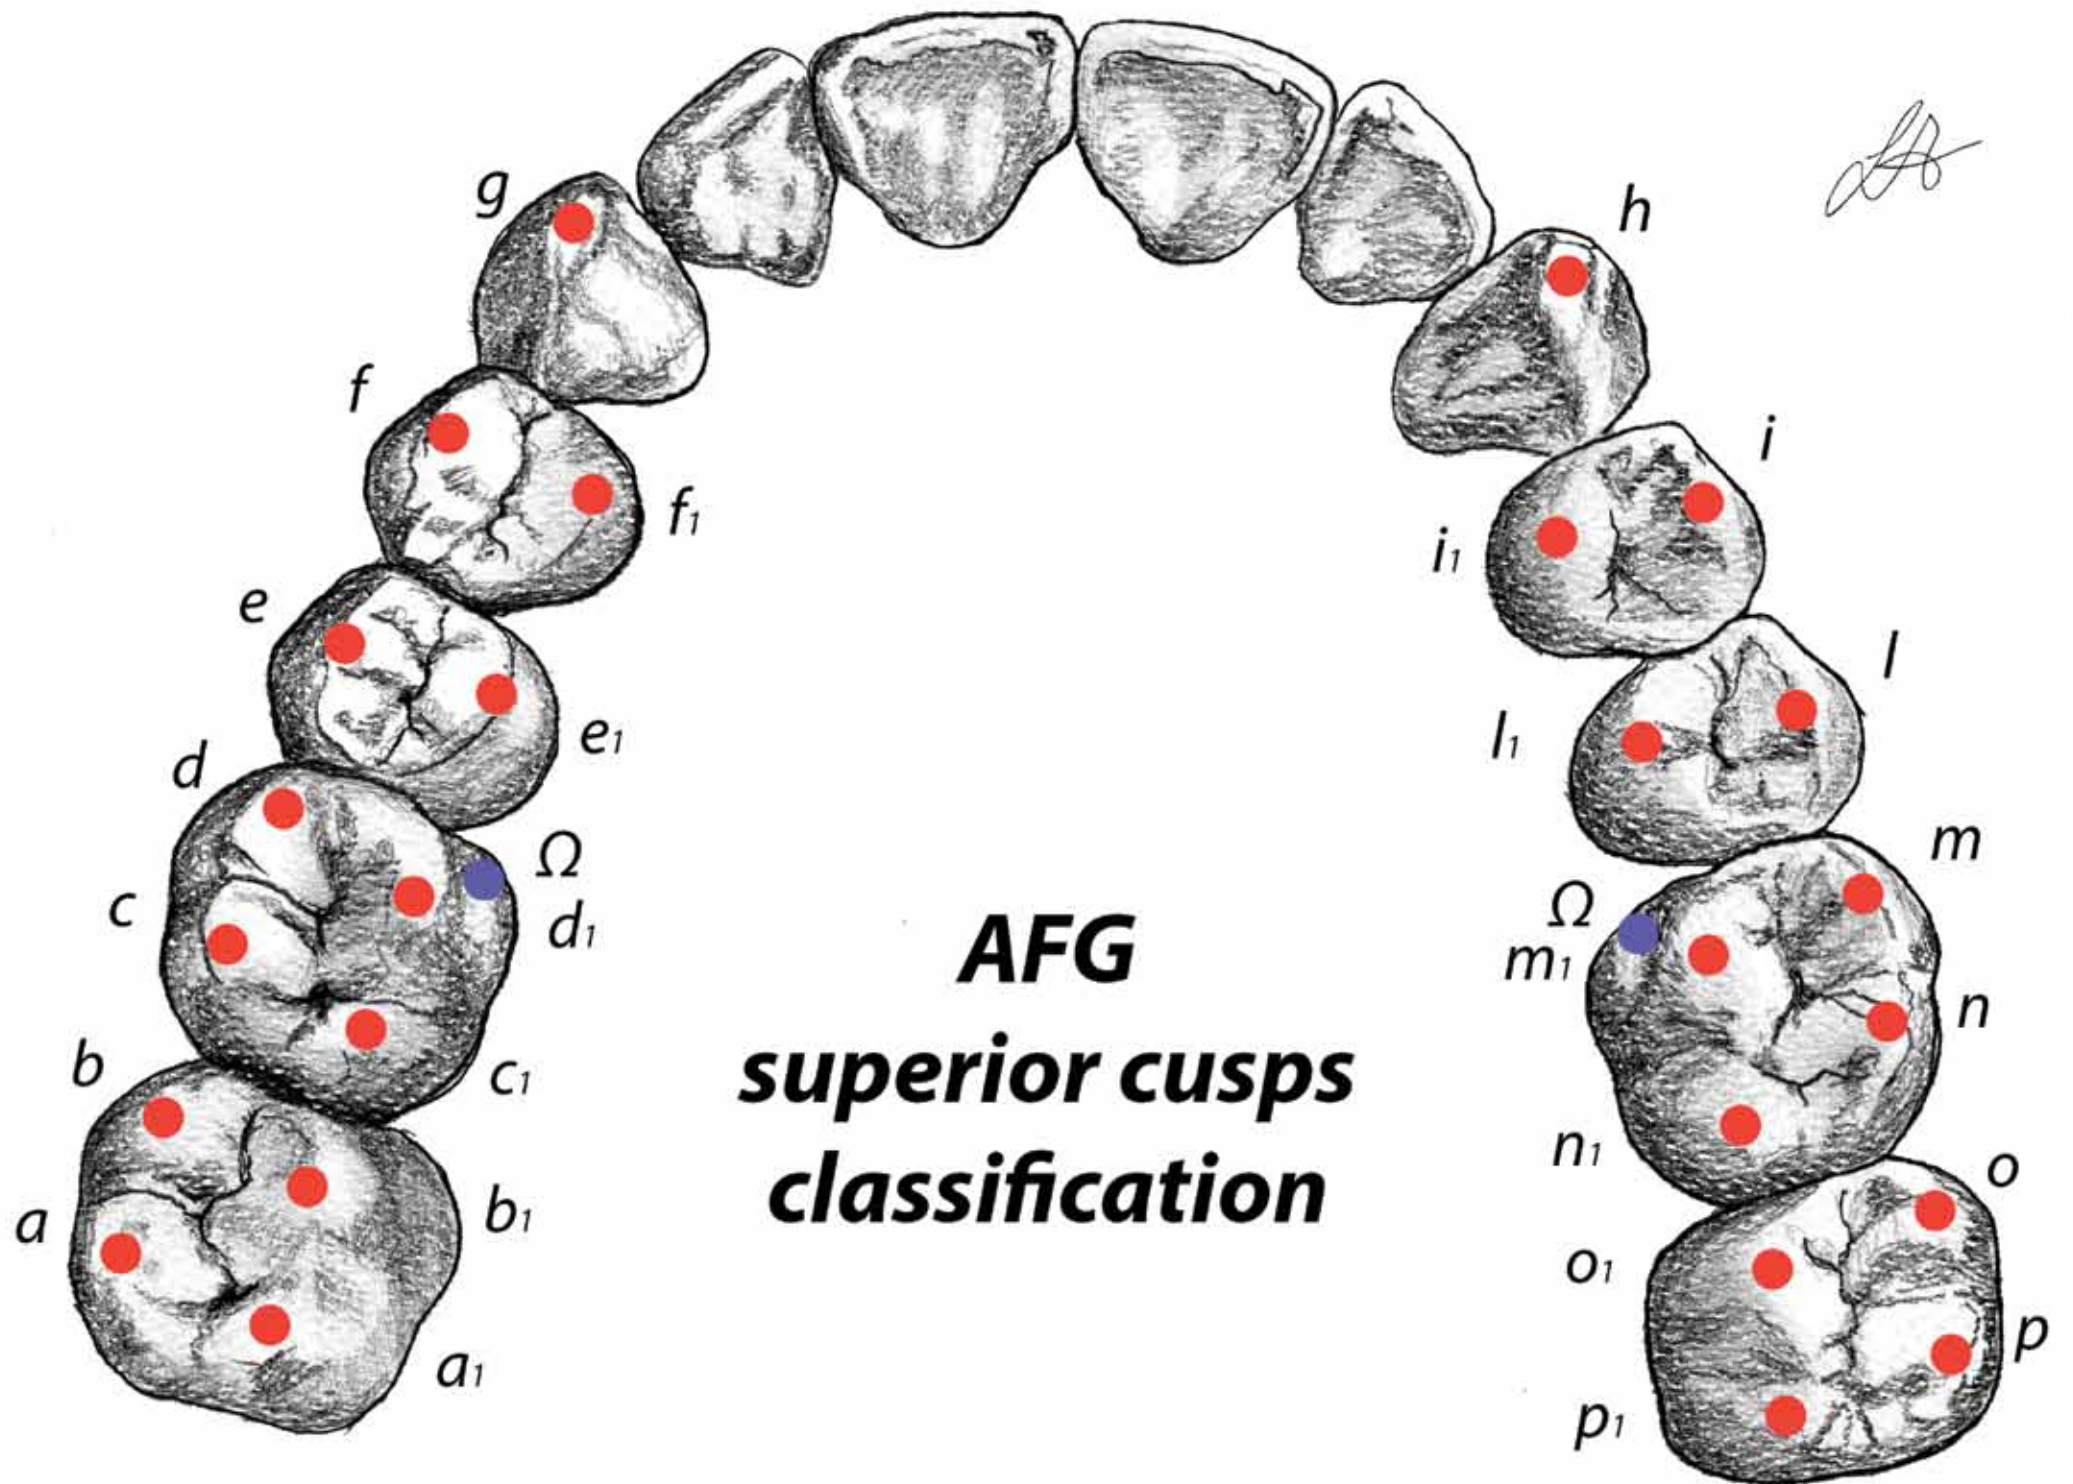 g
h
f
i
f1
i1
e
l
e1
l1
d
m
Ω
Ω
c
d1
m1
n
AFG
superior cusps
classification
b
c1
n1
o
a
b1
o1
p
a1
p1